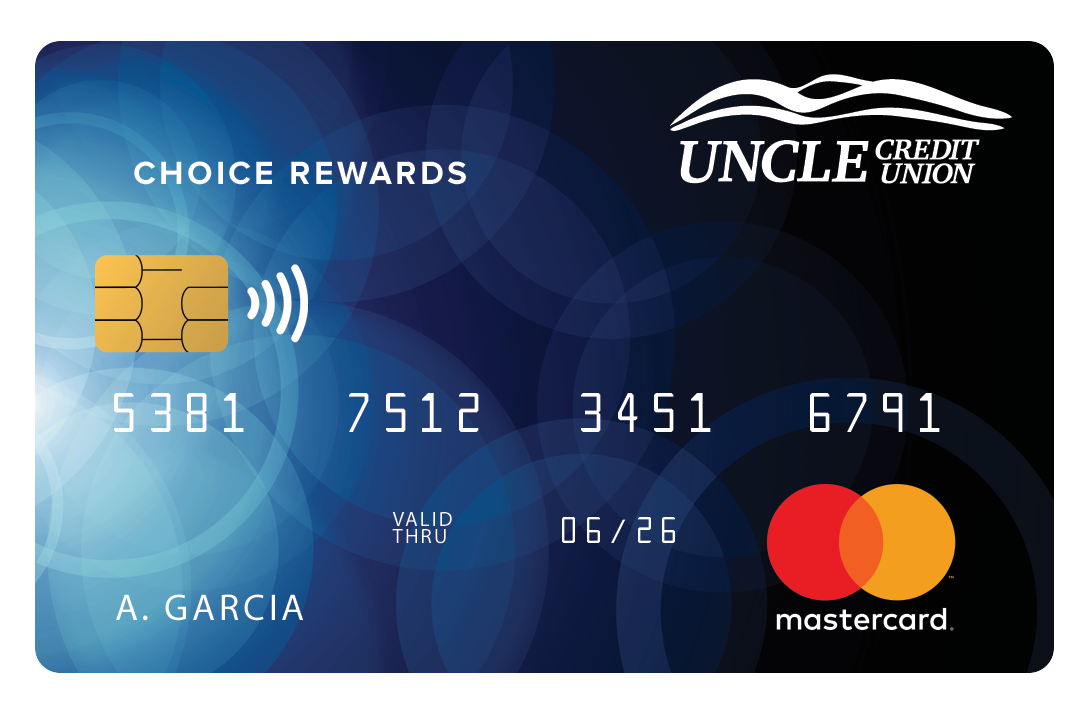 CHOICE REWARDS
UNCLE CREDIT UNION
5381 7512 3451 6791
VALID THRU 06/26
A. GARCIA
mastercard